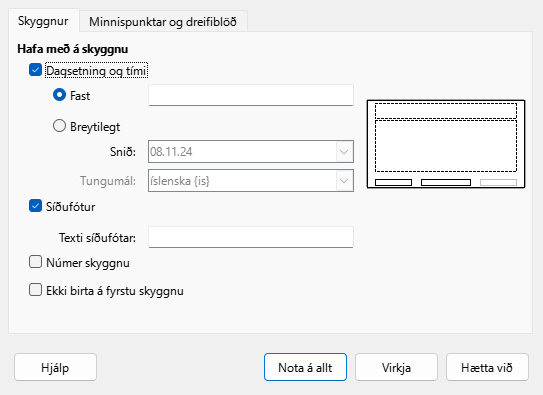 Skyggnur
Minnispunktar og dreifiblöð
Hafa með á skyggnu
Dagsetning og tími
Fast
Breytilegt
Snið: 08.11.24
Tungumál: íslenska {is}
Síðufótur
Texti síðufótar:
Númer skyggnu
Ekki birta á fyrstu skyggnu
Hjálp
Nota á allt
Virkja
Hætta við